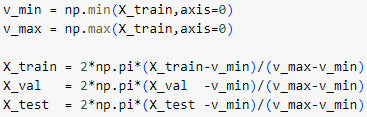 v_min = np.min(X_train,axis=0)
v_max = np.max(X_train,axis=0)

X_train = 2*np.pi*(X_train-v_min)/(v_max-v_min)
X_val   = 2*np.pi*(X_val  -v_min)/(v_max-v_min)
X_test  = 2*np.pi*(X_test -v_min)/(v_max-v_min)